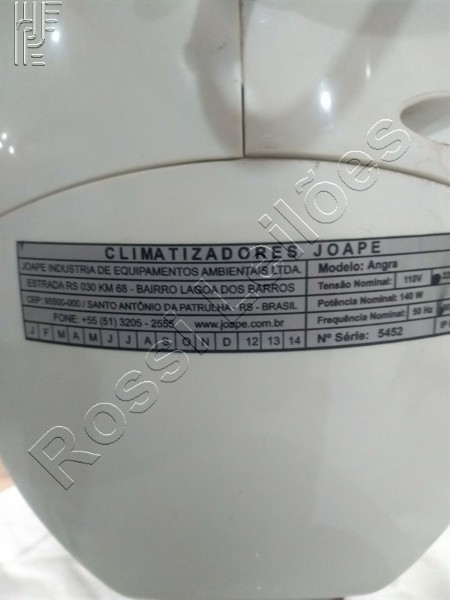 CLIMATIZADORES JOAPE
JOAPE INDUSTRIA DE EQUIPAMENTOS AMBIENTAIS LTDA.
ESTRADA RS 030 KM 68 - BAIRRO LAGOA DOS BARROS
CEP: 95500-000 / SANTO ANTÔNIO DA PATRULHA - RS - BRASIL
FONE: +55 (51) 3205 - 2555 www.joape.com.br
J F M A M J J A S O N D 12 13 14
Modelo: Angra
Tensão Nominal: 110V
Potência Nominal: 140 W
Frequência Nominal: 50 Hz
Nº Série: 5452
Rossi Leilões